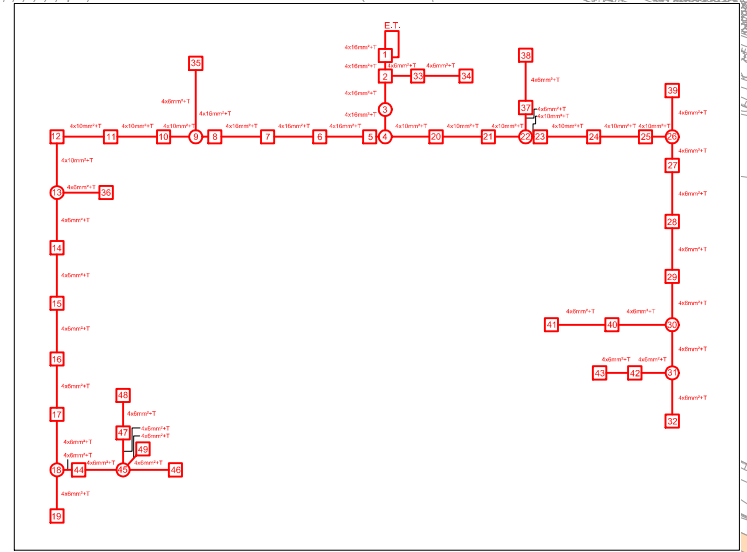 E.T.
35 4x16mm²+T 1 38
4x16mm²+T 4x6mm²+T 4x6mm²+T
2 33 34 4x6mm²+T 39
4x6mm²+T 4x16mm²+T
4x16mm²+T 3 37 4x6mm²+T 4x6mm²+T
4x16mm²+T 4x10mm²+T
4x10mm²+T 4x10mm²+T 4x10mm²+T 4x16mm²+T 4x16mm²+T 4x16mm²+T 4x10mm²+T 4x10mm²+T 4x10mm²+T 4x10mm²+T 4x10mm²+T
12 11 10 9 8 7 6 5 4 20 21 22 23 24 25 26
4x6mm²+T
27
4x10mm²+T
4x6mm²+T
13 36 4x6mm²+T
4x6mm²+T 28
14 4x6mm²+T
4x6mm²+T 29
15 4x6mm²+T
4x6mm²+T 4x6mm²+T
41 40 30
4x6mm²+T
4x6mm²+T
16 4x6mm²+T 4x6mm²+T
43 42 31
4x6mm²+T
48 4x6mm²+T
17 4x6mm²+T 32
47 4x6mm²+T
4x6mm²+T
4x6mm²+T 49
4x6mm²+T
4x6mm²+T 4x6mm²+T
18 44 45 46
4x6mm²+T
19